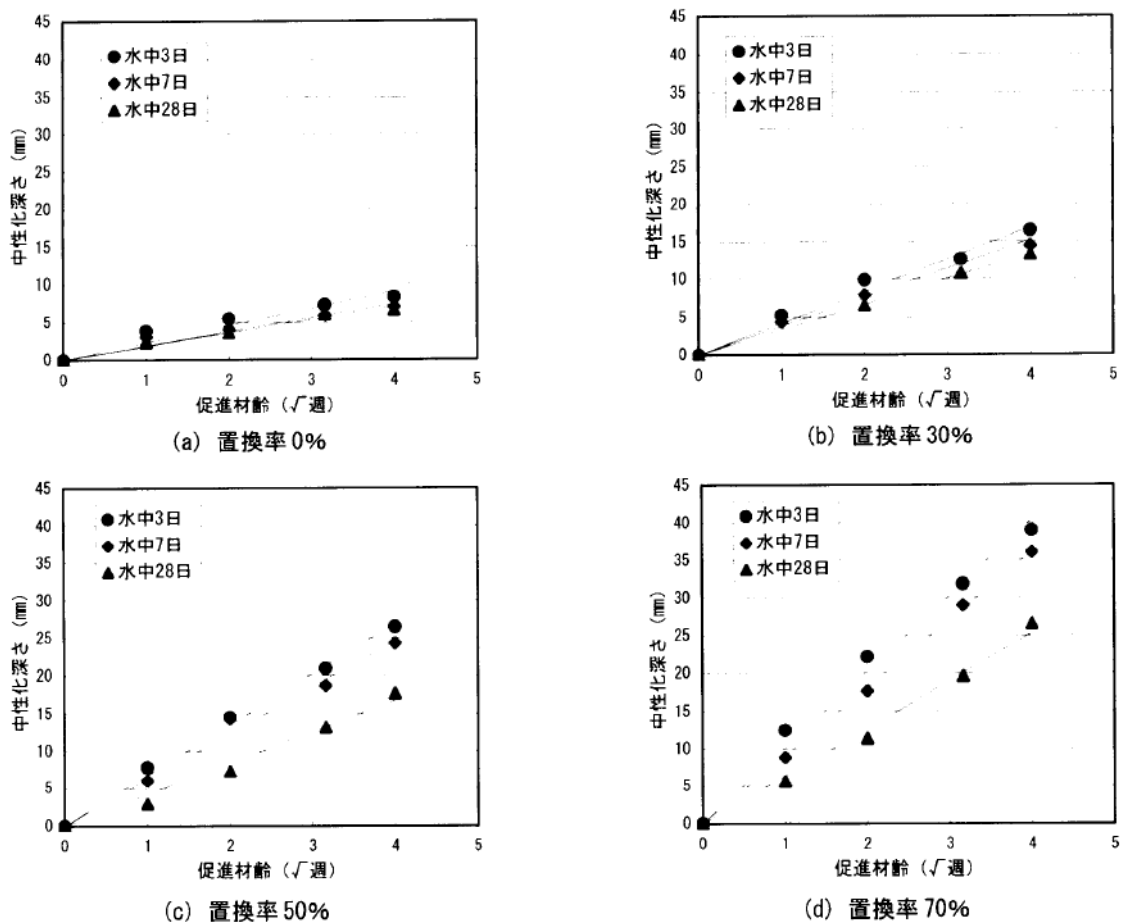 45
40
35
30
25
20
15
10
5
0
中性化深さ (㎜)
●水中3日
◆水中7日
▲水中28日
0 1 2 3 4 5
促進材齢 (√週)
(a) 置換率0%
45
40
35
30
25
20
15
10
5
0
中性化深さ (㎜)
●水中3日
◆水中7日
▲水中28日
0 1 2 3 4 5
促進材齢 (√週)
(b) 置換率30%
45
40
35
30
25
20
15
10
5
0
中性化深さ (㎜)
●水中3日
◆水中7日
▲水中28日
0 1 2 3 4 5
促進材齢 (√週)
(c) 置換率50%
45
40
35
30
25
20
15
10
5
0
中性化深さ (㎜)
●水中3日
◆水中7日
▲水中28日
0 1 2 3 4 5
促進材齢 (√週)
(d) 置換率70%